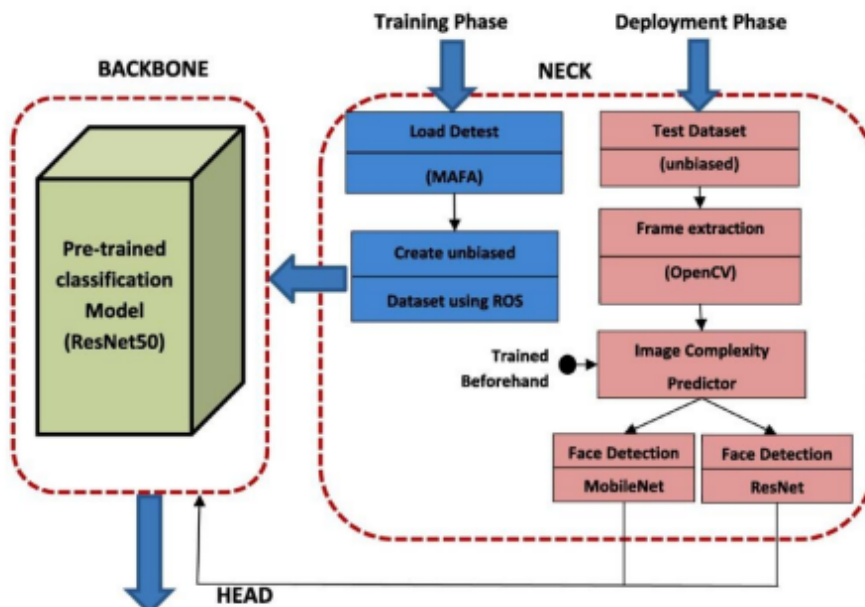 Training Phase
Deployment Phase
BACKBONE
NECK
Load Detest
(MAFA)
Create unbiased
Dataset using ROS
Test Dataset
(unbiased)
Frame extraction
(OpenCV)
Pre-trained
classification
Model
(ResNet50)
Trained
Beforehand
Image Complexity
Predictor
Face Detection
MobileNet
Face Detection
ResNet
HEAD